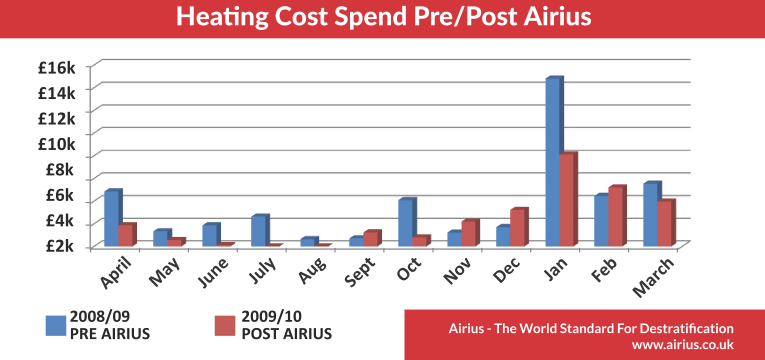 Heating Cost Spend Pre/Post Airius
£16k
£14k
£12k
£10k
£8k
£6k
£4k
£2k
April May June July Aug Sept Oct Nov Dec Jan Feb March
2008/09
PRE AIRIUS
2009/10
POST AIRIUS
Airius - The World Standard For Destratification
www.airius.co.uk